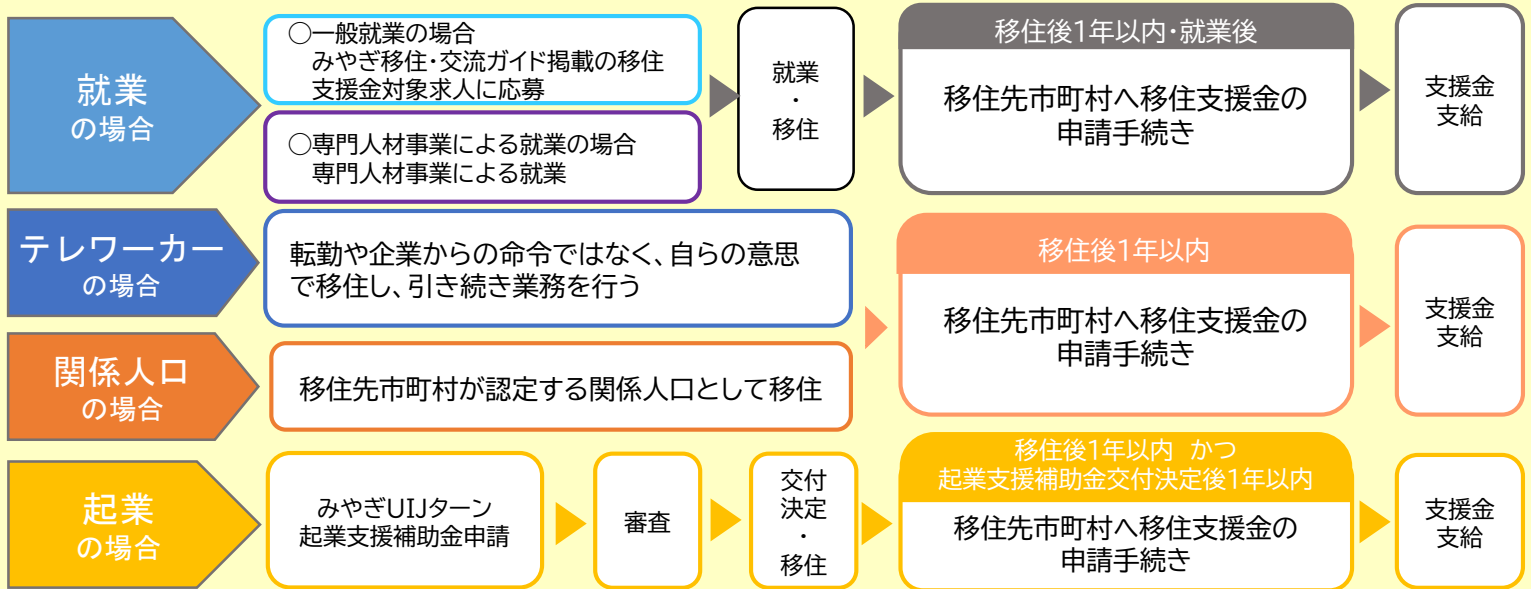 就業
の場合
○一般就業の場合
みやぎ移住・交流ガイド掲載の移住
支援金対象求人に応募
○専門人材事業による就業の場合
専門人材事業による就業
就業
・
移住
移住後1年以内・就業後
移住先市町村へ移住支援金の
申請手続き
支援金
支給
テレワーカー
の場合
転勤や企業からの命令ではなく、自らの意思
で移住し、引き続き業務を行う
関係人口
の場合
移住先市町村が認定する関係人口として移住
移住後1年以内
移住先市町村へ移住支援金の
申請手続き
支援金
支給
起業
の場合
みやぎUIJターン
起業支援補助金申請
審査
交付
決定
・
移住
移住後1年以内 かつ
起業支援補助金交付決定後1年以内
移住先市町村へ移住支援金の
申請手続き
支援金
支給